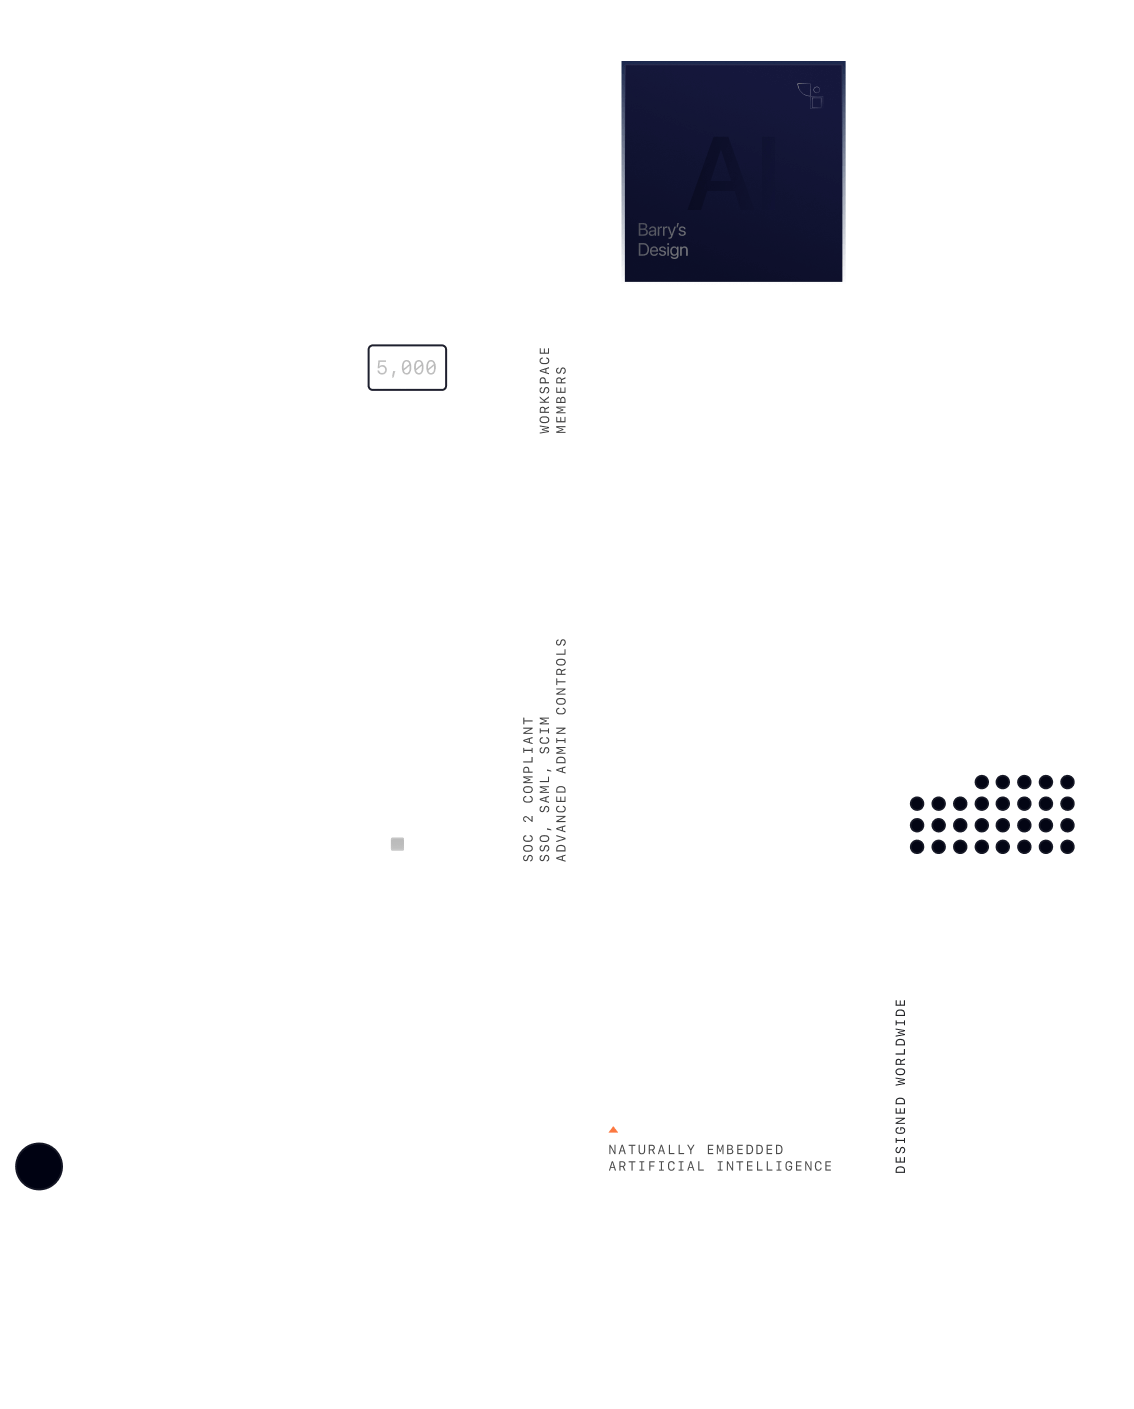 AI
Barry's
Design
5,000
WORKSPACE
MEMBERS
SOC 2 COMPLIANT
SSO, SAML, SCIM
ADVANCED ADMIN CONTROLS
DESIGNED WORLDWIDE
NATURALLY EMBEDDED
ARTIFICIAL INTELLIGENCE